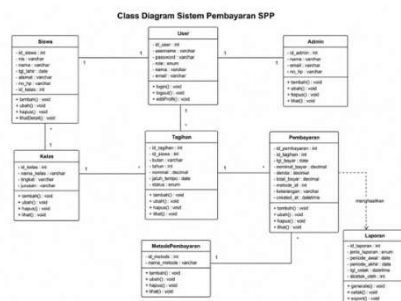 Class Diagram Sistem Pembayaran SPP
Siswa
- id_siswa : int
- nis : varchar
- nama : varchar
- tgl_lahir : date
- alamat : varchar
- no_hp : varchar
- id_kelas : int
+ tambah() : void
+ ubah() : void
+ hapus() : void
+ lihatDetail() : void
User
- id_user : int
- username : varchar
- password : varchar
- role : enum
- nama : varchar
- email : varchar
+ login() : void
+ logout() : void
+ editProfil() : void
Admin
- id_admin : int
- nama : varchar
- email : varchar
- no_hp : varchar
+ tambah() : void
+ ubah() : void
+ hapus() : void
+ lihat() : void
1
1
1
1
Kelas
- id_kelas : int
- nama_kelas : varchar
- tingkat : varchar
- jurusan : varchar
+ tambah() : void
+ ubah() : void
+ hapus() : void
+ lihat() : void
Tagihan
- id_tagihan : int
- id_siswa : int
- bulan : varchar
- tahun : int
- nominal : decimal
- jatuh_tempo : date
- status : enum
+ tambah() : void
+ ubah() : void
+ hapus() : void
+ lihat() : void
Pembayaran
- id_pembayaran : int
- id_tagihan : int
- tgl_bayar : date
- nominal_bayar : decimal
- denda : decimal
- total_bayar : decimal
- metode_id : int
- keterangan : varchar
- created_at : datetime
+ tambah() : void
+ ubah() : void
+ hapus() : void
+ lihat() : void
menghasilkan
MetodePembayaran
- id_metode : int
- nama_metode : varchar
+ tambah() : void
+ ubah() : void
+ hapus() : void
+ lihat() : void
Laporan
- id_laporan : int
- jenis_laporan : enum
- periode_awal : date
- periode_akhir : date
- tgl_cetak : datetime
- dicetak_oleh : int
+ generate() : void
+ cetak() : void
+ export() : void